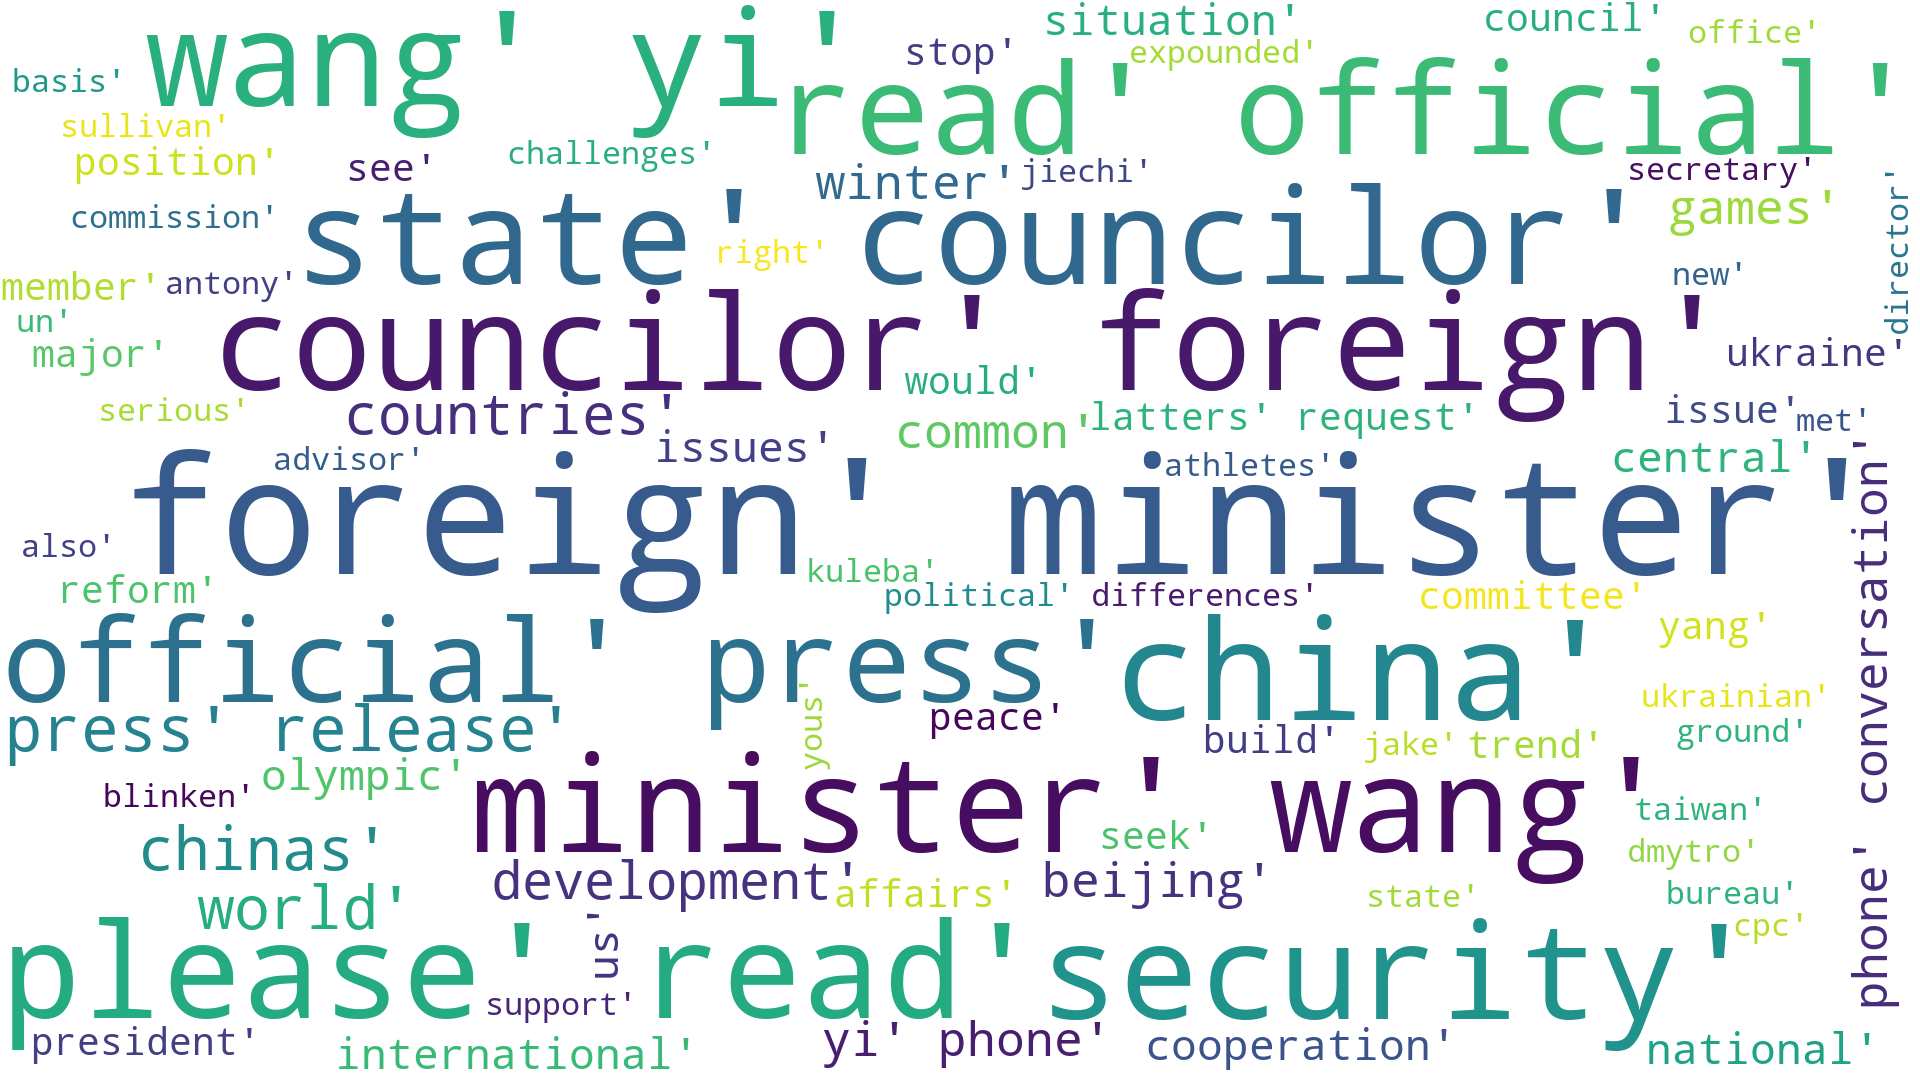 wang' yi'
situation'
council'
office'
stop'
expounded'
basis'
read' official'
sullivan'
position'
see'
challenges'
winter'
jiechi'
secretary'
games'
director'
commission'
state' councilor'
right'
member'
antony'
new'
un'
major'
councilor' foreign'
ukraine'
would'
serious'
countries'
common'
latters' request'
issue'
met'
issues'
advisor'
athletes'
central'
foreign' minister'
phone' conversation'
also'
reform'
kuleba'
political'
differences'
committee'
yang'
official' press'
china'
ukrainian'
press' release'
yous'
peace'
build'
jake'
trend'
ground'
olympic'
blinken'
minister' wang'
taiwan'
chinas'
seek'
dmytro'
development'
affairs'
beijing'
state'
bureau'
world'
us'
cpc'
please' read'
security'
support'
president'
international'
yi' phone'
cooperation'
national'